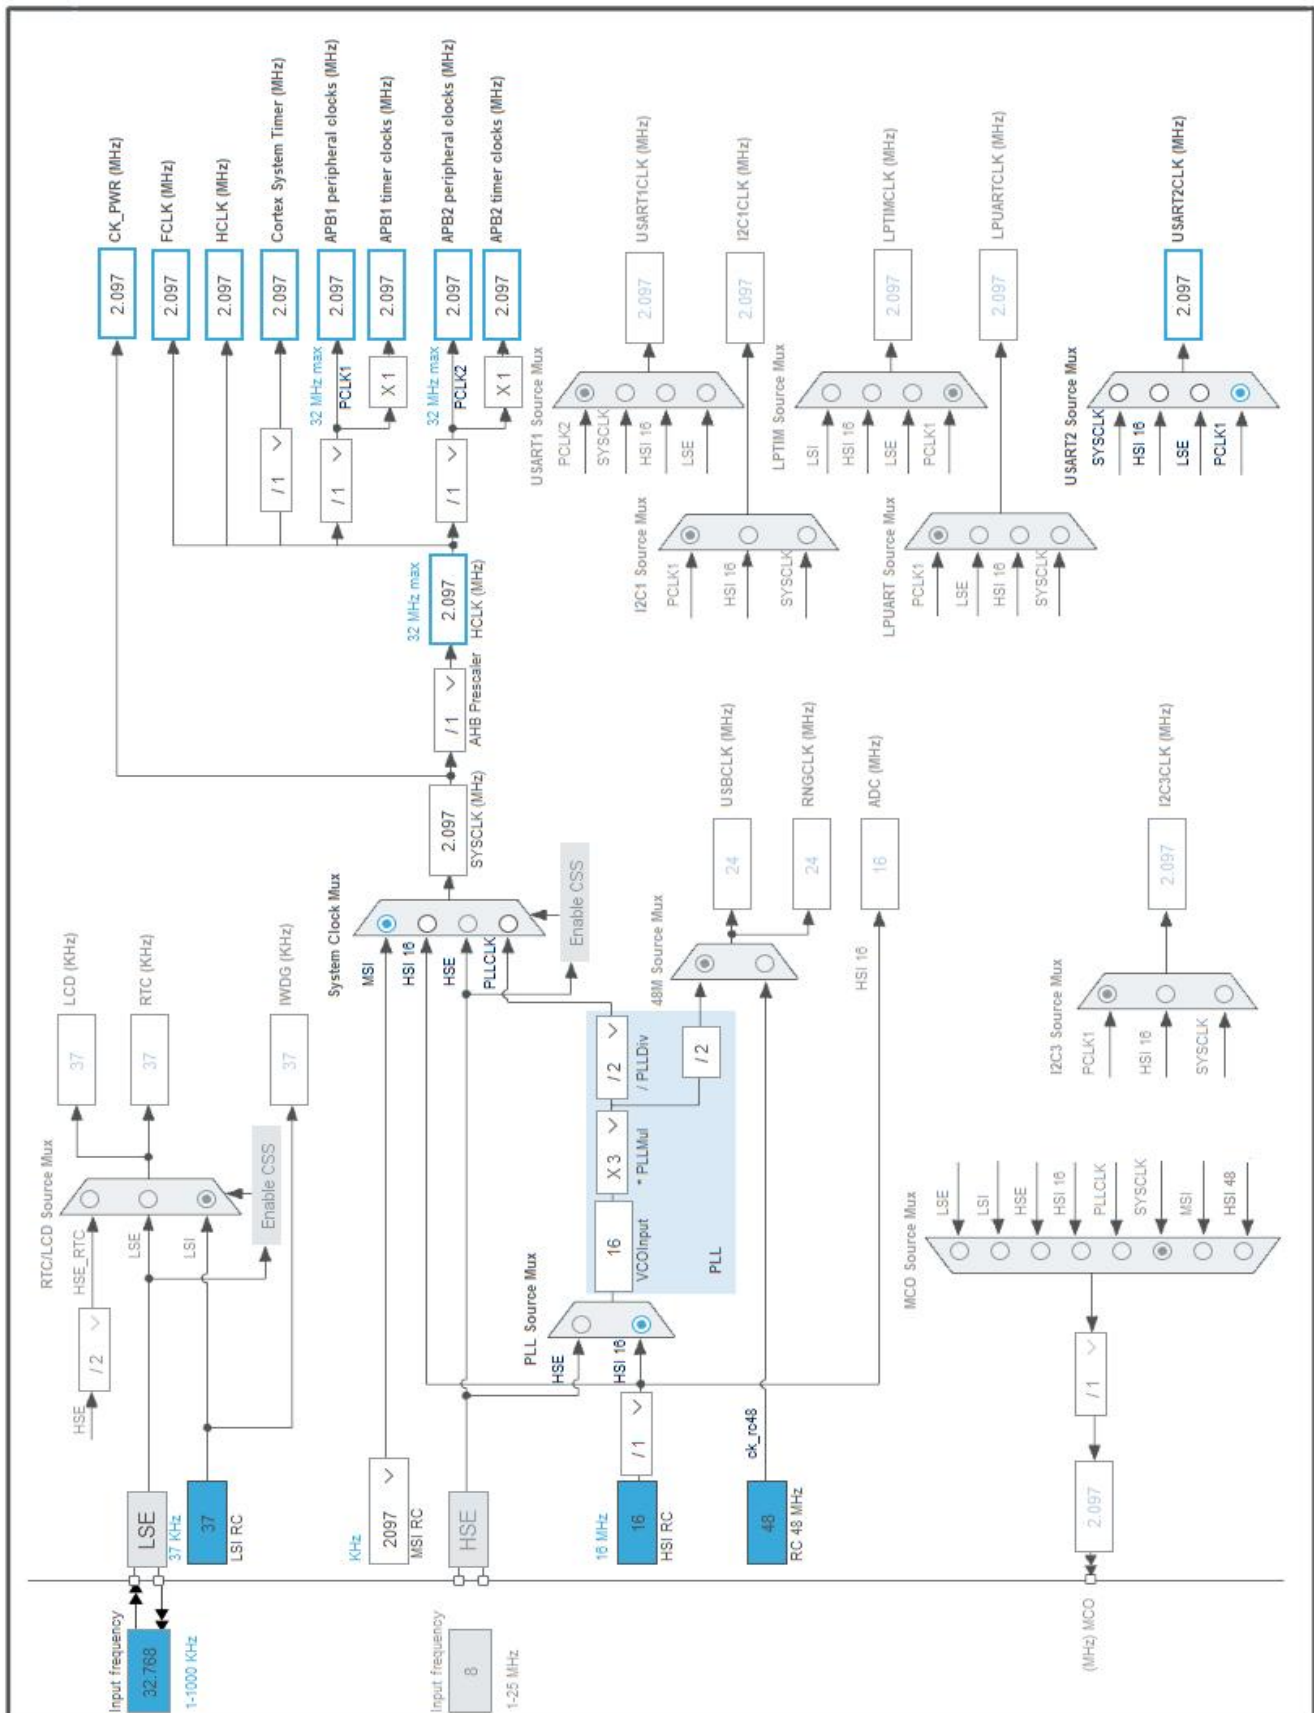 Input frequency
32.768
1-1000 KHz
LSE
37 KHz
37
LSI RC
HSE
/ 2
HSE_RTC
LSE
LSI
RTC/LCD Source Mux
Enable CSS
37
LCD (KHz)
37
RTC (KHz)
37
IWDG (KHz)
Input frequency
8
1-25 MHz
KHz
2097
MSI RC
HSE
16 MHz
16
HSI RC
/ 1
48
RC 48 MHz
ck_rc48
HSE
HSI 16
PLL Source Mux
16
VCOInput
X 3
* PLLMul
/ 2
/ PLLDiv
/ 2
PLL
MSI
HSI 16
HSE
PLLCLK
System Clock Mux
Enable CSS
2.097
SYSCLK (MHz)
/ 1
AHB Prescaler
32 MHz max
2.097
HCLK (MHz)
48M Source Mux
24
USBCLK (MHz)
24
RNGCLK (MHz)
HSI 16
16
ADC (MHz)
/ 1
/ 1
32 MHz max
PCLK1
X 1
/ 1
32 MHz max
PCLK2
X 1
2.097
CK_PWR (MHz)
2.097
FCLK (MHz)
2.097
HCLK (MHz)
2.097
Cortex System Timer (MHz)
2.097
APB1 peripheral clocks (MHz)
2.097
APB1 timer clocks (MHz)
2.097
APB2 peripheral clocks (MHz)
2.097
APB2 timer clocks (MHz)
USART1 Source Mux
PCLK2
SYSCLK
HSI 16
LSE
2.097
USART1CLK (MHz)
I2C1 Source Mux
PCLK1
HSI 16
SYSCLK
2.097
I2C1CLK (MHz)
LPTIM Source Mux
LSI
HSI 16
LSE
PCLK1
2.097
LPTIMCLK (MHz)
LPUART Source Mux
PCLK1
LSE
HSI 16
SYSCLK
2.097
LPUARTCLK (MHz)
USART2 Source Mux
SYSCLK
HSI 16
LSE
PCLK1
2.097
USART2CLK (MHz)
I2C3 Source Mux
PCLK1
HSI 16
SYSCLK
2.097
I2C3CLK (MHz)
MCO Source Mux
LSE
LSI
HSE
HSI 16
PLLCLK
SYSCLK
MSI
HSI 48
/ 1
2.097
(MHz) MCO